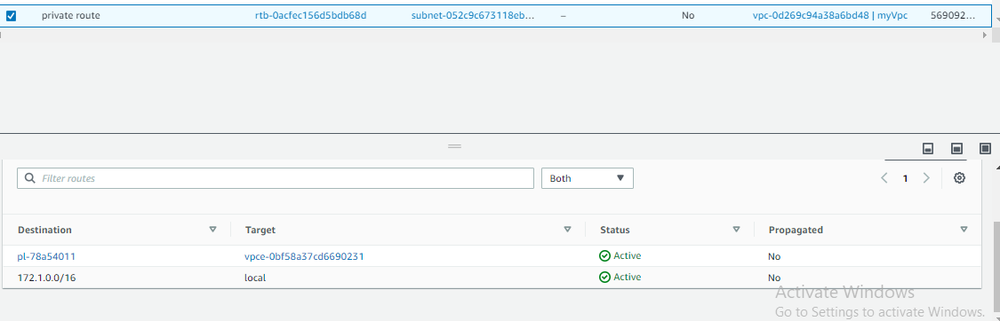 private route rtb-0acfec156d5bdb68d subnet-052c9c673118eb... – No vpc-0d269c94a38a6bd48 | myVpc 569092...
Filter routes Both 1
Destination Target Status Propagated
pl-78a54011 vpce-0bf58a37cd6690231 Active No
172.1.0.0/16 local Active No
Activate Windows
Go to Settings to activate Windows.